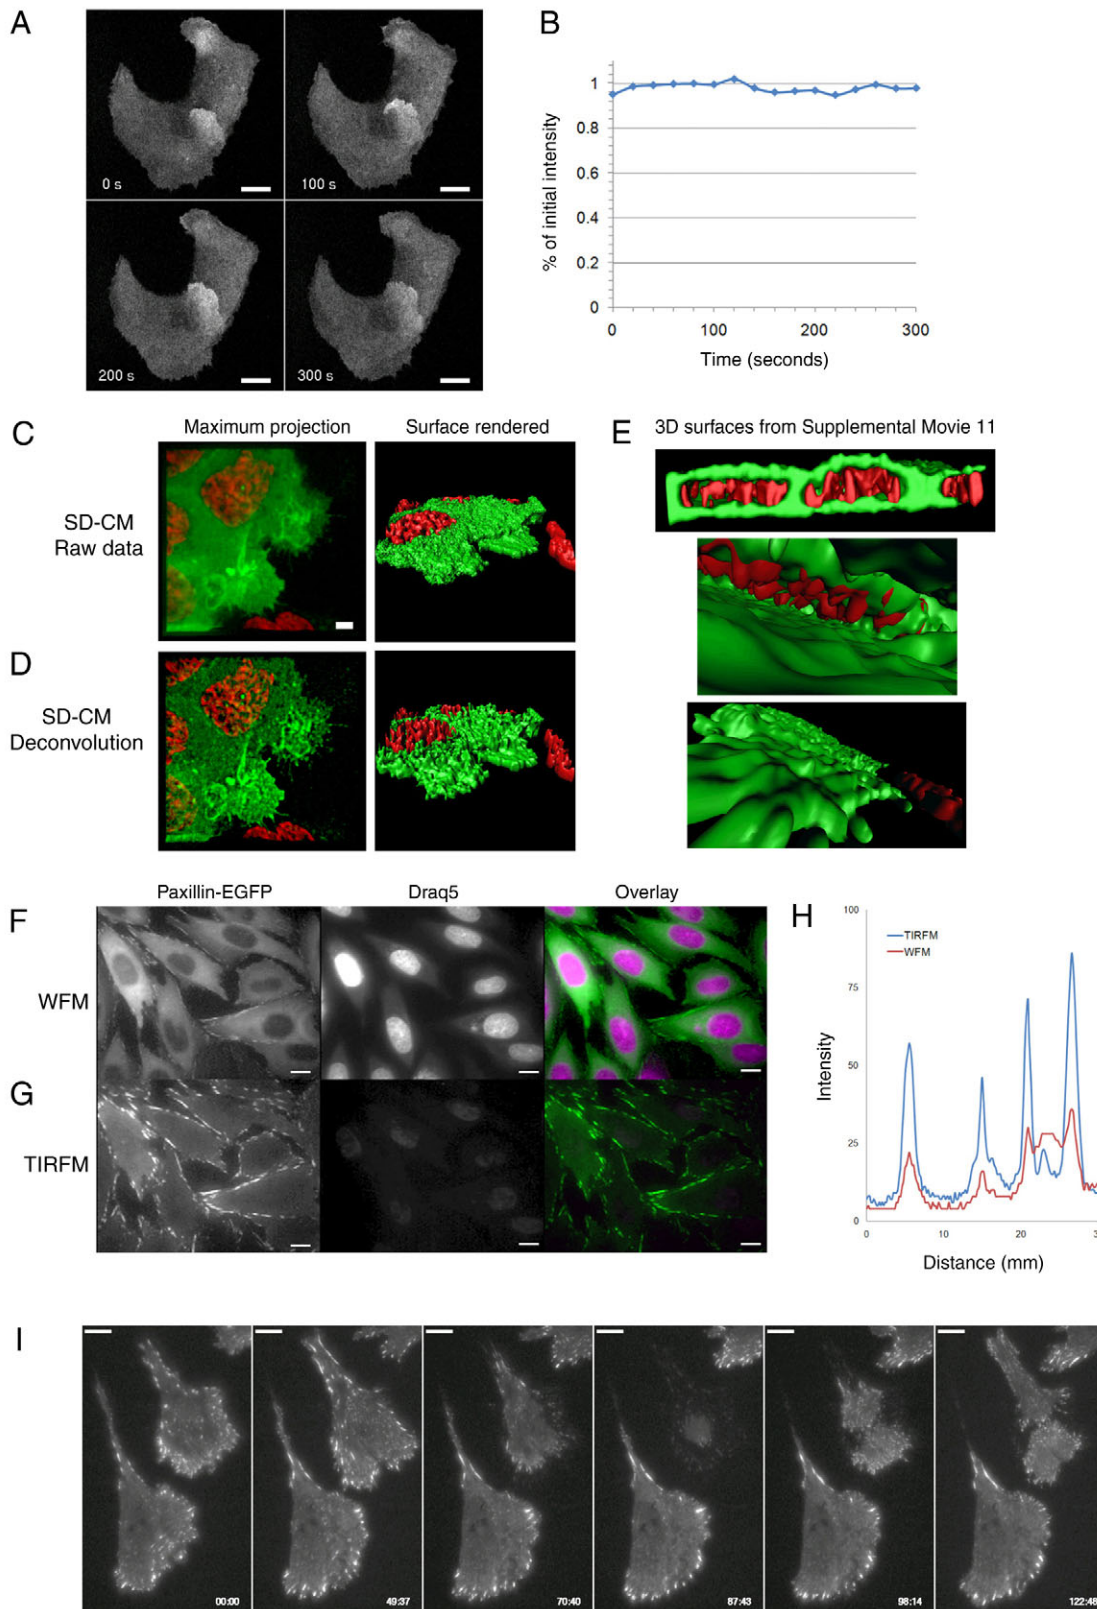 A
0 s
100 s
200 s
300 s
B
% of initial intensity
1
0.8
0.6
0.4
0.2
0
0
100
200
300
Time (seconds)
C
Maximum projection
Surface rendered
SD-CM
Raw data
D
SD-CM
Deconvolution
E
3D surfaces from Supplemental Movie 11
Paxillin-EGFP
Draq5
Overlay
F
WFM
G
TIRFM
H
100
75
50
25
0
Intensity
TIRFM
WFM
0
10
20
Distance (mm)
I
00:00
49:37
70:40
87:43
98:14